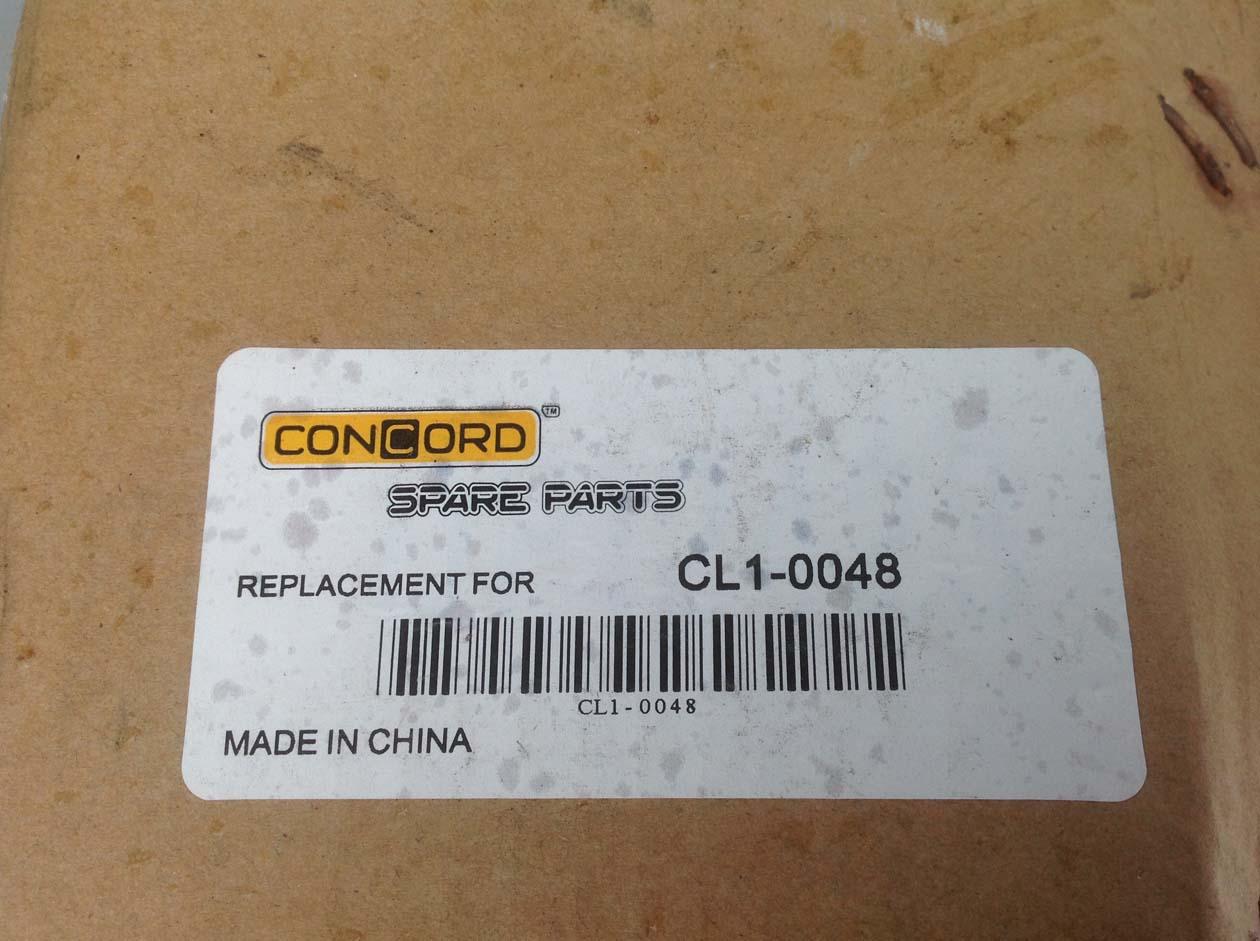 CONCORD™
SPARE PARTS
REPLACEMENT FOR CL1-0048
CL1-0048
MADE IN CHINA